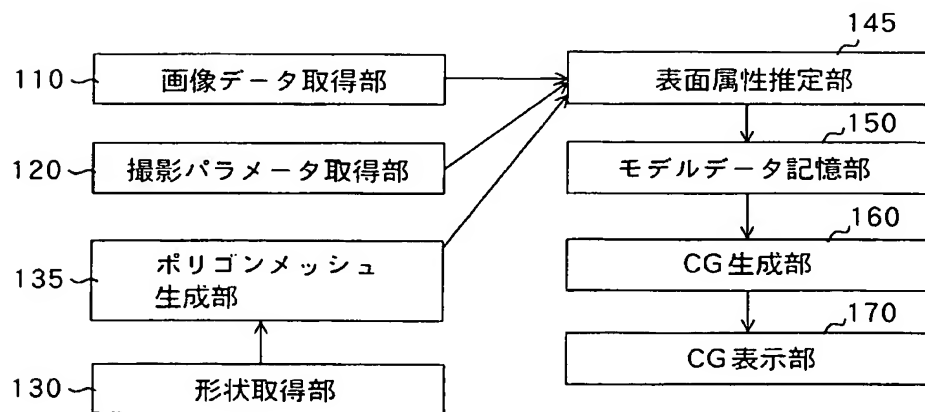 145
110 画像データ取得部
表面属性推定部
150
120 撮影パラメータ取得部
モデルデータ記憶部
160
135 ポリゴンメッシュ
生成部
CG生成部
170
130 形状取得部
CG表示部